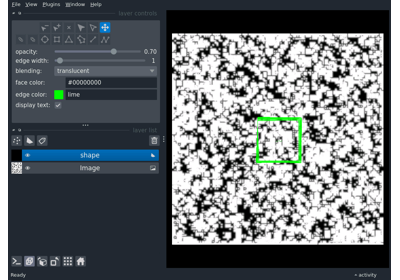 File View Plugins Window Help
layer controls
opacity: 0.70
edge width: 1
blending: translucent
face color: #00000000
edge color: lime
display text:
layer list
shape
Image
Ready
activity